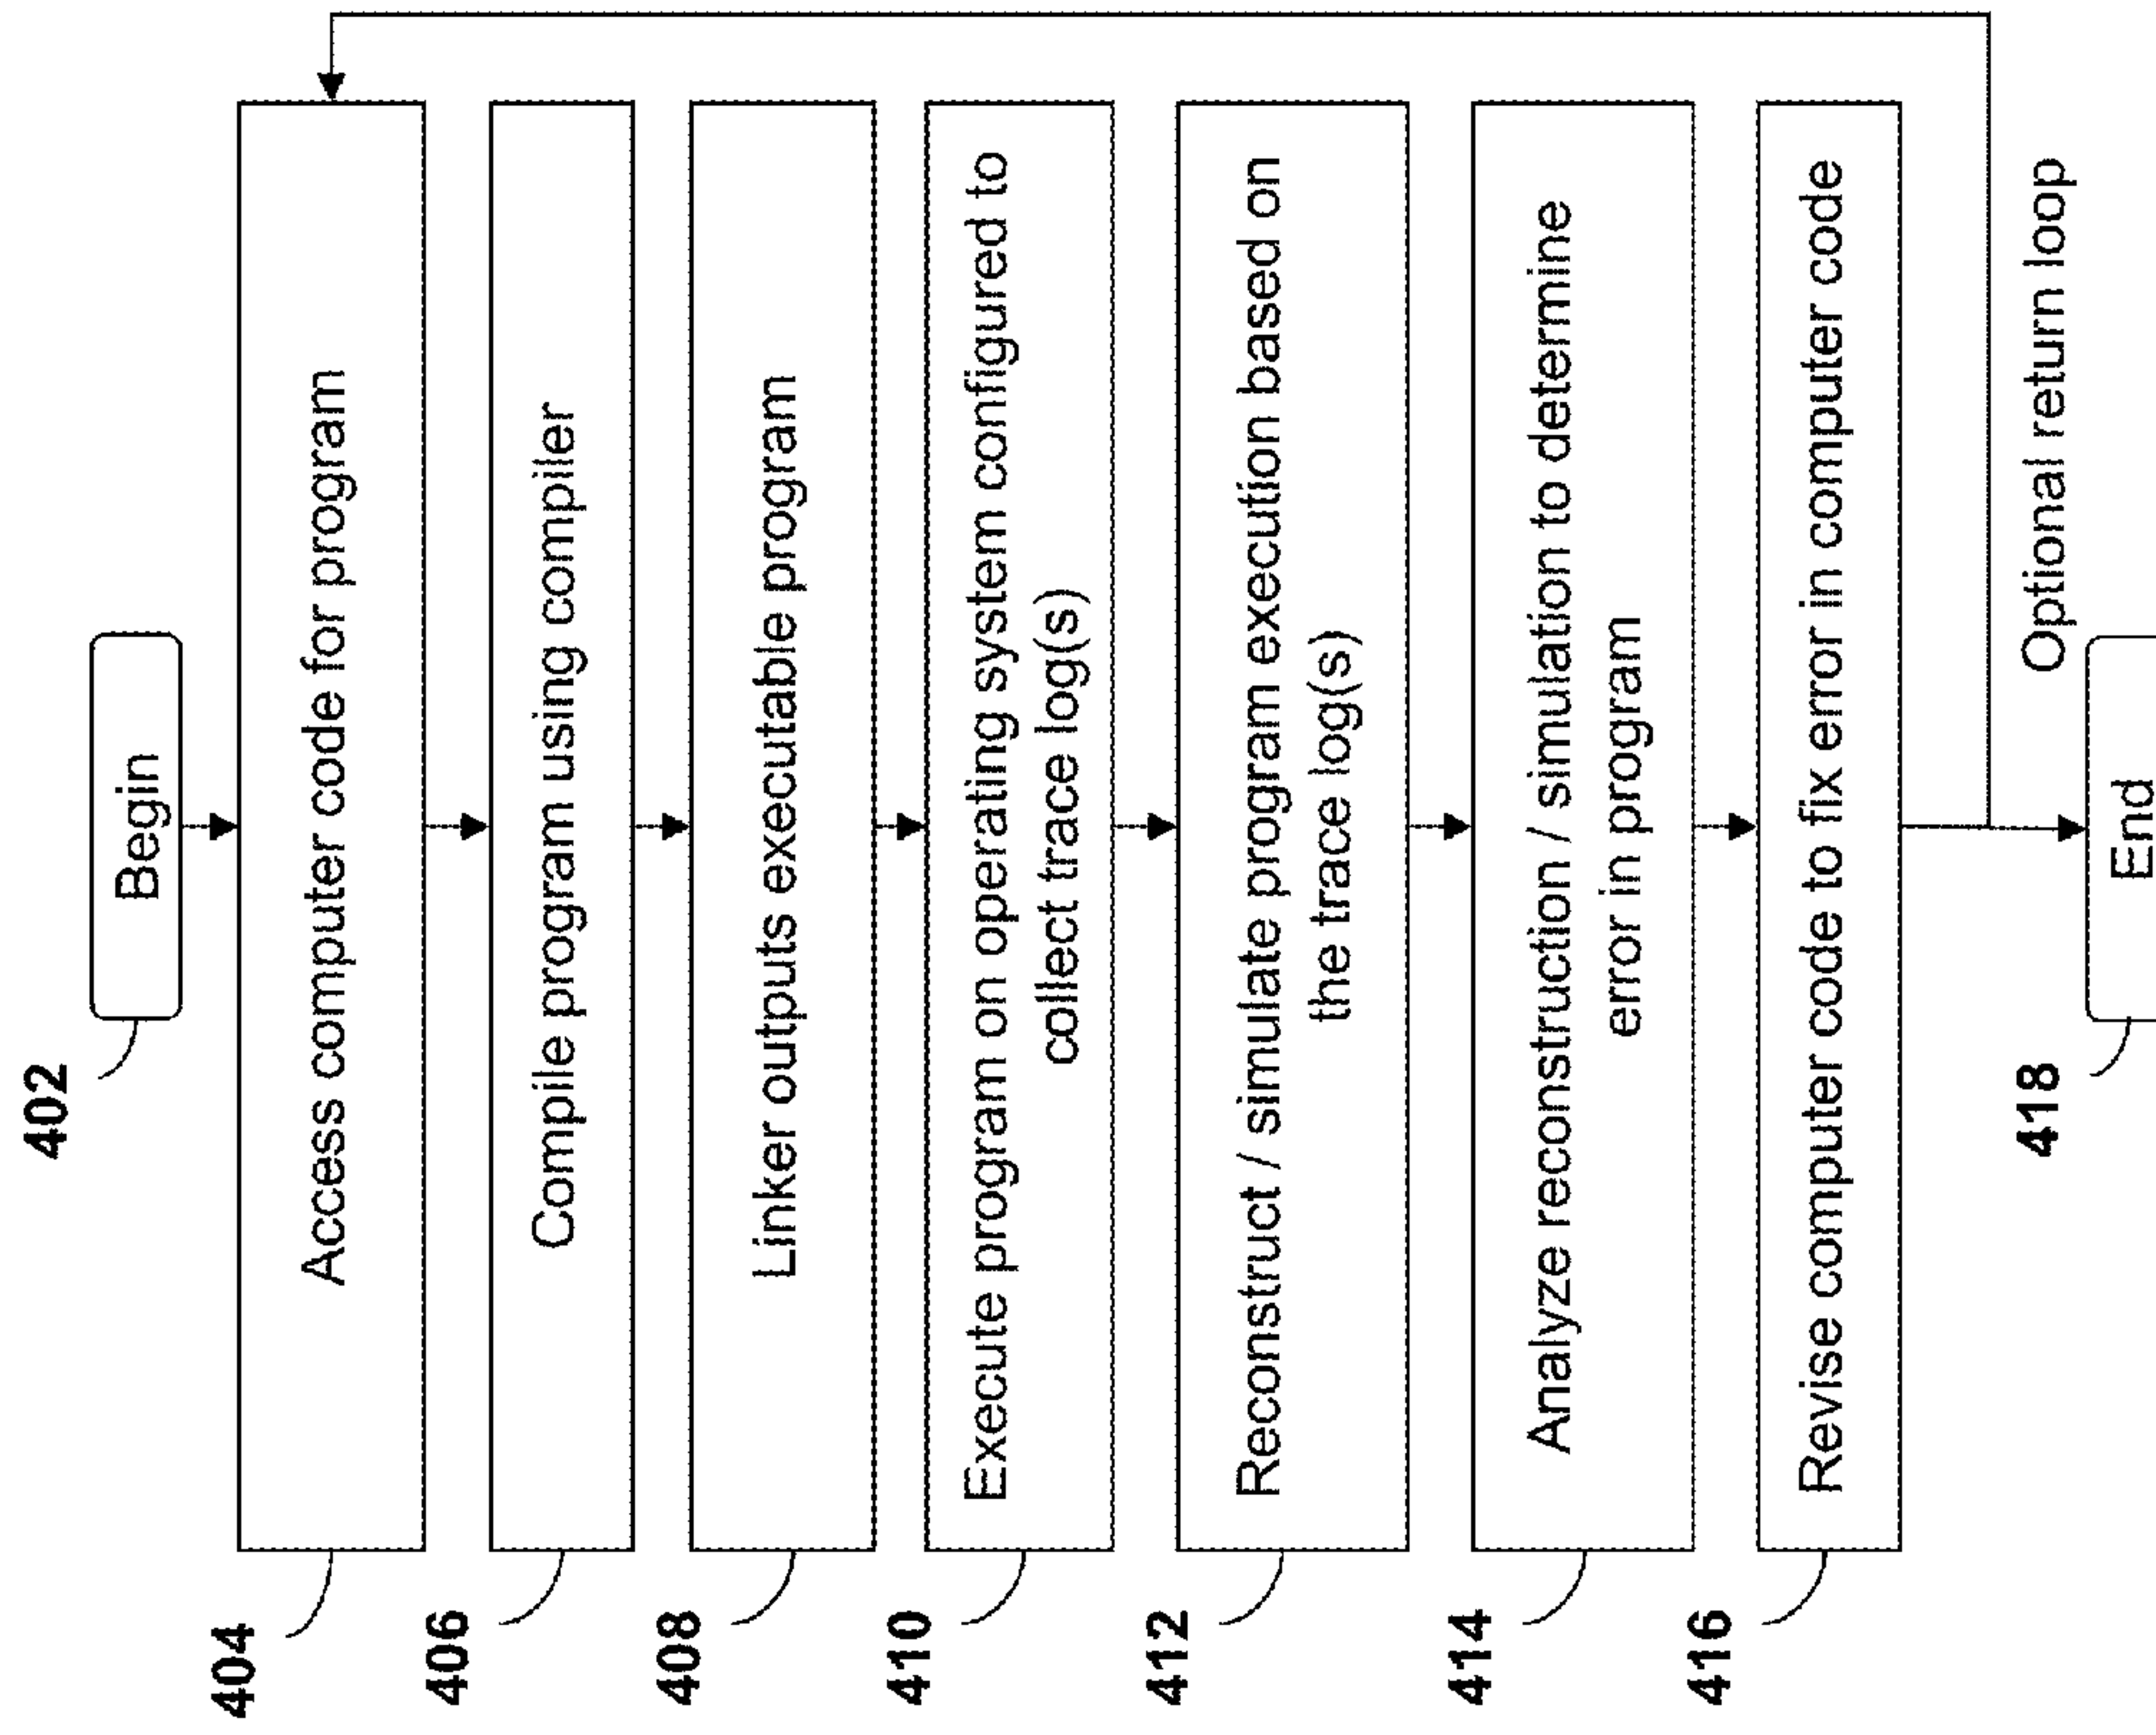 402
Begin
404
Access computer code for program
406
Compile program using compiler
408
Linker outputs executable program
410
Execute program on operating system configured to
collect trace log(s)
412
Reconstruct / simulate program execution based on
the trace log(s)
414
Analyze reconstruction / simulation to determine
error in program
416
Revise computer code to fix error in computer code
Optional return loop
418
End